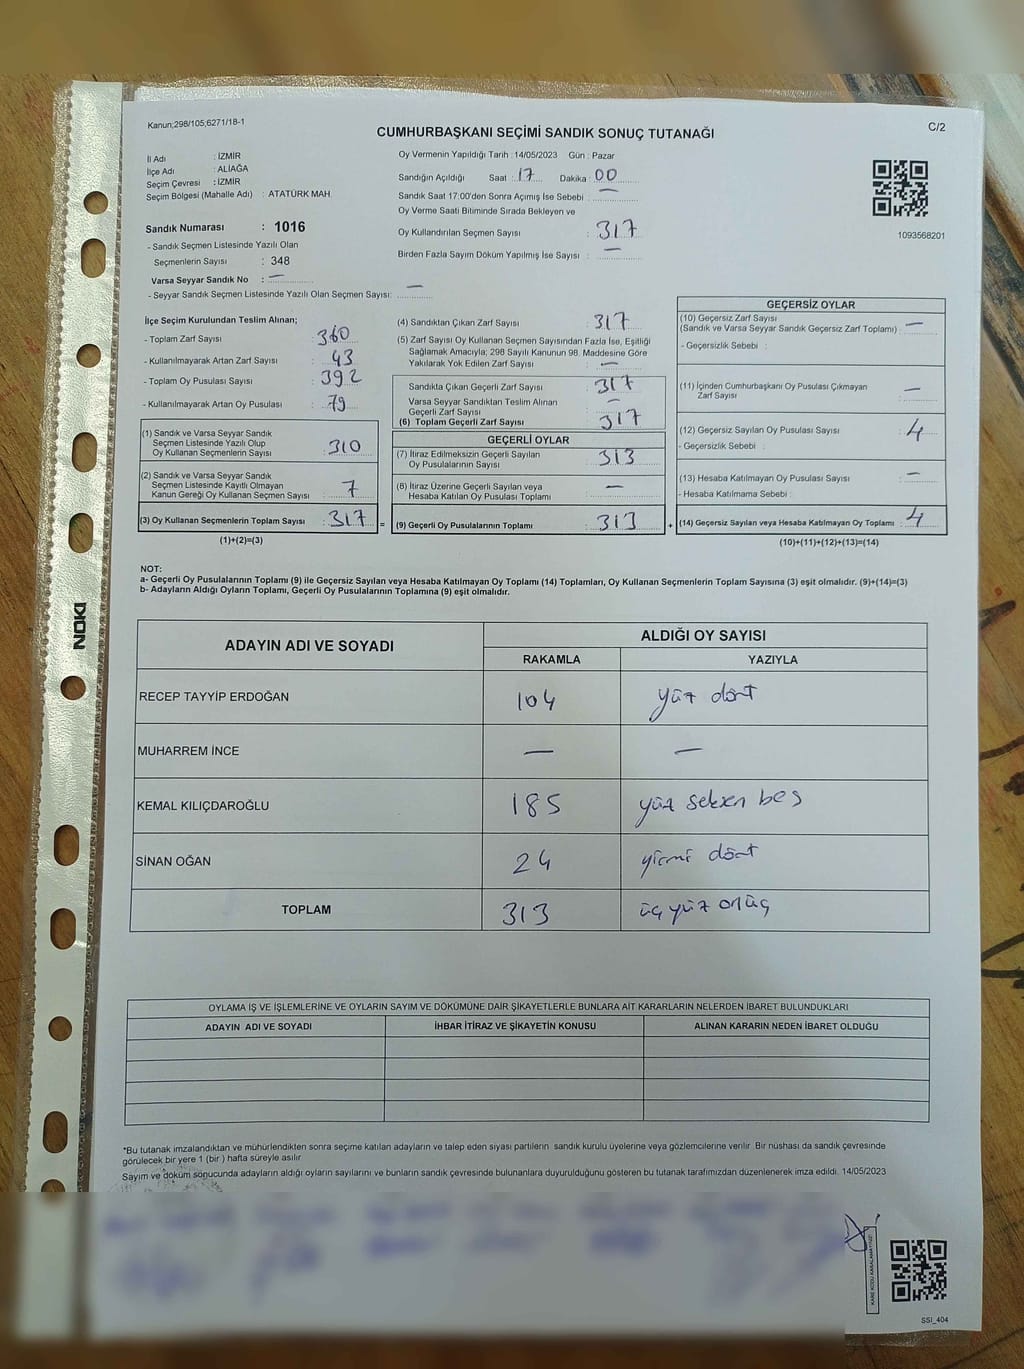 Kanun;298/105,6271/18-1
CUMHURBAŞKANI SEÇİMİ SANDIK SONUÇ TUTANAĞI
C/2
İl Adı : İZMİR
İlçe Adı : ALİAĞA
Seçim Çevresi : İZMİR
Seçim Bölgesi (Mahalle Adı) : ATATÜRK MAH.
Sandık Numarası : 1016
- Sandık Seçmen Listesinde Yazılı Olan
Seçmenlerin Sayısı : 348
Varsa Seyyar Sandık No : —
- Seyyar Sandık Seçmen Listesinde Yazılı Olan Seçmen Sayısı: —
Oy Vermenin Yapıldığı Tarih : 14/05/2023 Gün : Pazar
Sandığın Açıldığı Saat : 17 Dakika : 00
Sandık Saat 17:00'den Sonra Açımış İse Sebebi : —
Oy Verme Saati Bitiminde Sırada Bekleyen ve
Oy Kullandırılan Seçmen Sayısı : 317
Birden Fazla Sayım Döküm Yapılmış İse Sayısı : —
1093568201
İlçe Seçim Kurulundan Teslim Alınan;
- Toplam Zarf Sayısı : 360
- Kullanılmayarak Artan Zarf Sayısı : 43
- Toplam Oy Pusulası Sayısı : 392
- Kullanılmayarak Artan Oy Pusulası : 79
(1) Sandık ve Varsa Seyyar Sandık
Seçmen Listesinde Yazılı Olup
Oy Kullanan Seçmenlerin Sayısı : 310
(2) Sandık ve Varsa Seyyar Sandık
Seçmen Listesinde Kayıtlı Olmayan
Kanun Gereği Oy Kullanan Seçmen Sayısı : 7
(3) Oy Kullanan Seçmenlerin Toplam Sayısı : 317 =
(1)+(2)=(3)
(4) Sandıktan Çıkan Zarf Sayısı : 317
(5) Zarf Sayısı Oy Kullanan Seçmen Sayısından Fazla İse, Eşitliği
Sağlamak Amacıyla; 298 Sayılı Kanunun 98. Maddesine Göre
Yakılarak Yok Edilen Zarf Sayısı : —
Sandıkta Çıkan Geçerli Zarf Sayısı : 317
Varsa Seyyar Sandıktan Teslim Alınan
Geçerli Zarf Sayısı : —
(6) Toplam Geçerli Zarf Sayısı : 317
GEÇERLİ OYLAR
(7) İtiraz Edilmeksizin Geçerli Sayılan
Oy Pusulalarının Sayısı : 313
(8) İtiraz Üzerine Geçerli Sayılan veya
Hesaba Katılan Oy Pusulası Toplamı : —
(9) Geçerli Oy Pusulalarının Toplamı : 313 +
GEÇERSİZ OYLAR
(10) Geçersiz Zarf Sayısı
(Sandık ve Varsa Seyyar Sandık Geçersiz Zarf Toplamı) : —
- Geçersizlik Sebebi :
(11) İçinden Cumhurbaşkanı Oy Pusulası Çıkmayan
Zarf Sayısı : —
(12) Geçersiz Sayılan Oy Pusulası Sayısı : 4
- Geçersizlik Sebebi :
(13) Hesaba Katılmayan Oy Pusulası Sayısı : —
- Hesaba Katılmama Sebebi :
(14) Geçersiz Sayılan veya Hesaba Katılmayan Oy Toplamı : 4
(10)+(11)+(12)+(13)=(14)
NOT:
a- Geçerli Oy Pusulalarının Toplamı (9) ile Geçersiz Sayılan veya Hesaba Katılmayan Oy Toplamı (14) Toplamları, Oy Kullanan Seçmenlerin Toplam Sayısına (3) eşit olmalıdır. (9)+(14)=(3)
b- Adayların Aldığı Oyların Toplamı, Geçerli Oy Pusulalarının Toplamına (9) eşit olmalıdır.
ADAYIN ADI VE SOYADI
ALDIĞI OY SAYISI
RAKAMLA YAZIYLA
RECEP TAYYİP ERDOĞAN 104 yüz dört
MUHARREM İNCE — —
KEMAL KILIÇDAROĞLU 185 yüz seksen beş
SİNAN OĞAN 24 yirmi dört
TOPLAM 313 üç yüz onüç
OYLAMA İŞ VE İŞLEMLERİNE VE OYLARIN SAYIM VE DÖKÜMÜNE DAİR ŞİKAYETLERLE BUNLARA AİT KARARLARIN NELERDEN İBARET BULUNDUKLARI
ADAYIN ADI VE SOYADI İHBAR İTİRAZ VE ŞİKAYETİN KONUSU ALINAN KARARIN NEDEN İBARET OLDUĞU
*Bu tutanak imzalandıktan ve mühürlendikten sonra seçime katılan adayların ve talep eden siyasi partilerin sandık kurulu üyelerine veya gözlemcilerine verilir. Bir nüshası da sandık çevresinde
görülecek bir yere 1 (bir) hafta süreyle asılır.
Sayım ve döküm sonucunda adayların aldığı oyların sayılarını ve bunların sandık çevresinde bulunanlara duyurulduğunu gösteren bu tutanak tarafımızdan düzenlenerek imza edildi. 14/05/2023
KARE KODU KARALAMAYINIZ!
SSI_404
NOKI